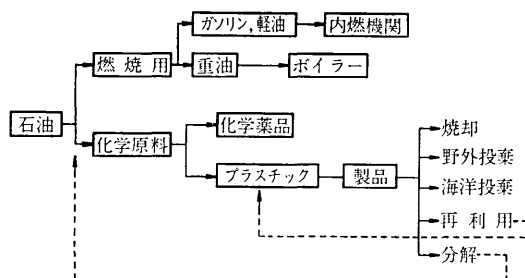 ガソリン,軽油
内燃機関
燃焼用
重油
ボイラー
石油
化学原料
化学薬品
プラスチック
製品
焼却
野外投棄
海洋投棄
再利用
分解